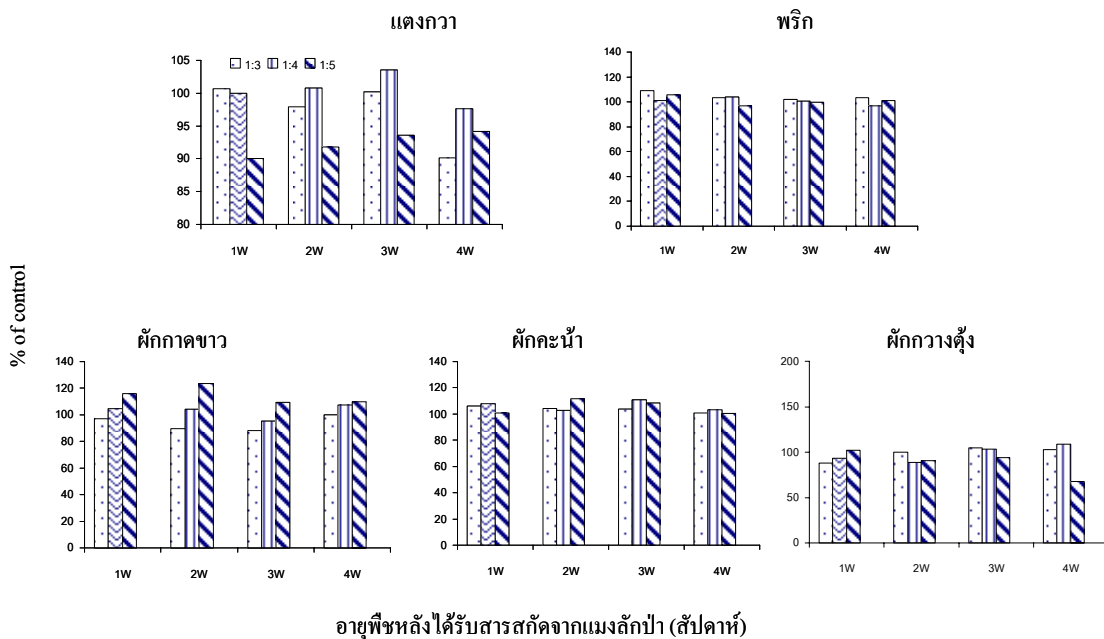 แตงกวา
105
100
95
90
85
80
1:3 1:4 1:5
1W 2W 3W 4W
พริก
140
120
100
80
60
40
20
0
1W 2W 3W 4W
% of control
ผักกาดขาว
140
120
100
80
60
40
20
0
1W 2W 3W 4W
ผักคะน้า
140
120
100
80
60
40
20
0
1W 2W 3W 4W
ผักกวางตุ้ง
200
150
100
50
0
1W 2W 3W 4W
อายุพืชหลังได้รับสารสกัดจากแมงลักป่า (สัปดาห์)